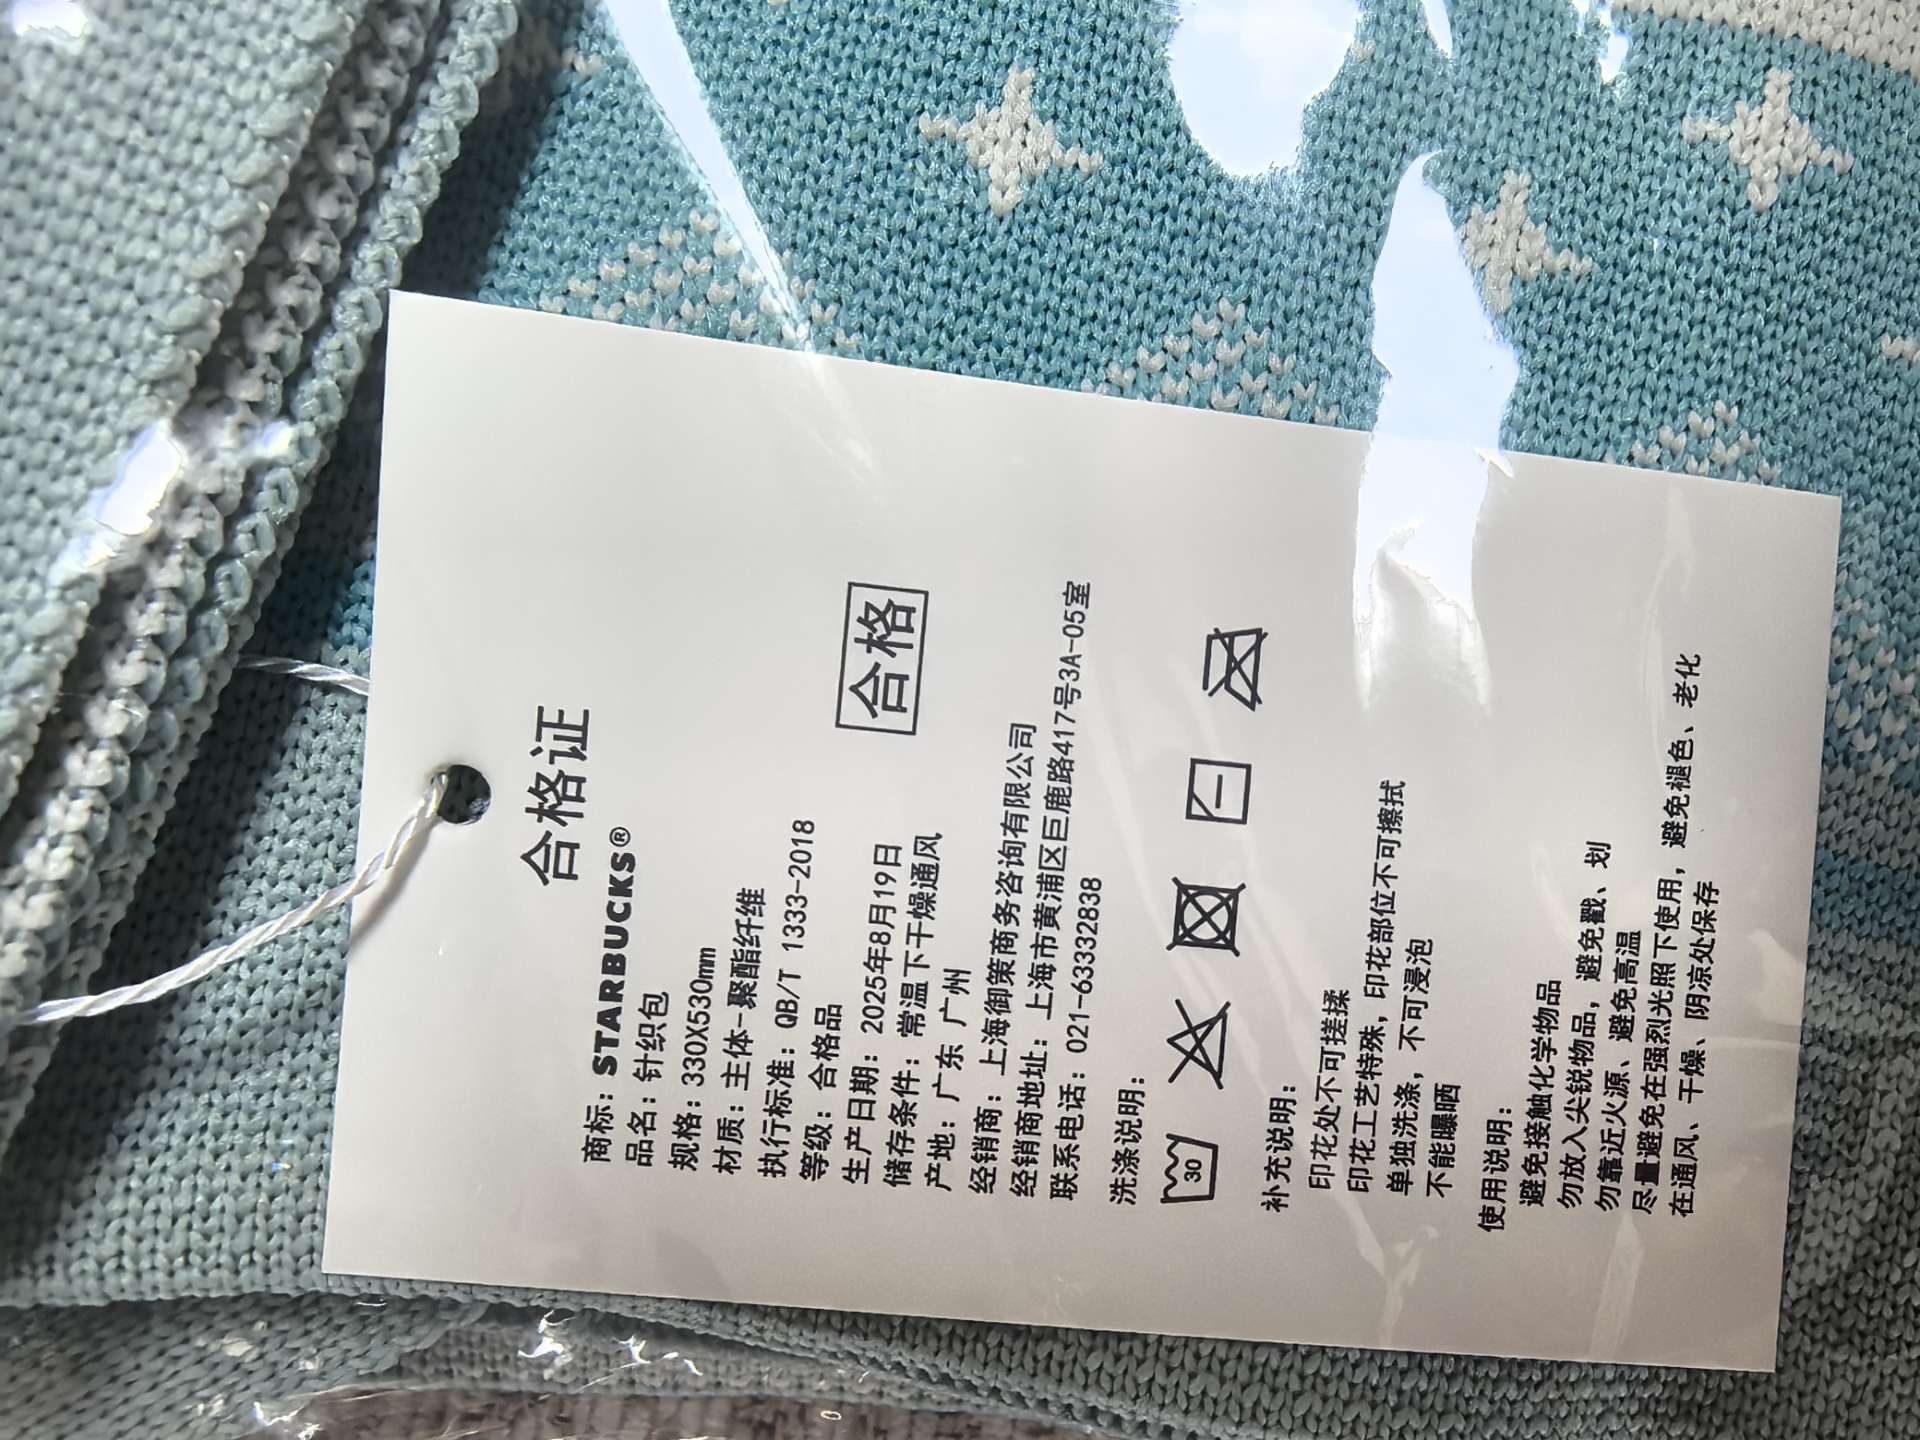 合格证
商标：STARBUCKS®
品名：针织包
规格：330X530mm
材质：主体-聚酯纤维
执行标准：QB/T 1333-2018
等级：合格品
合格
生产日期：2025年8月19日
储存条件：常温下干燥通风
产地：广东 广州
经销商：上海御策商务咨询有限公司
经销商地址：上海市黄浦区巨鹿路417号3A-05室
联系电话：021-63332838
洗涤说明：
30
补充说明：
印花处不可搓揉
印花工艺特殊，印花部位不可擦拭
单独洗涤，不可浸泡
不能曝晒
使用说明：
避免接触化学物品
勿放入尖锐物品，避免戳、划
勿靠近火源、避免高温
尽量避免在强烈光照下使用，避免褪色、老化
在通风、干燥、阴凉处保存